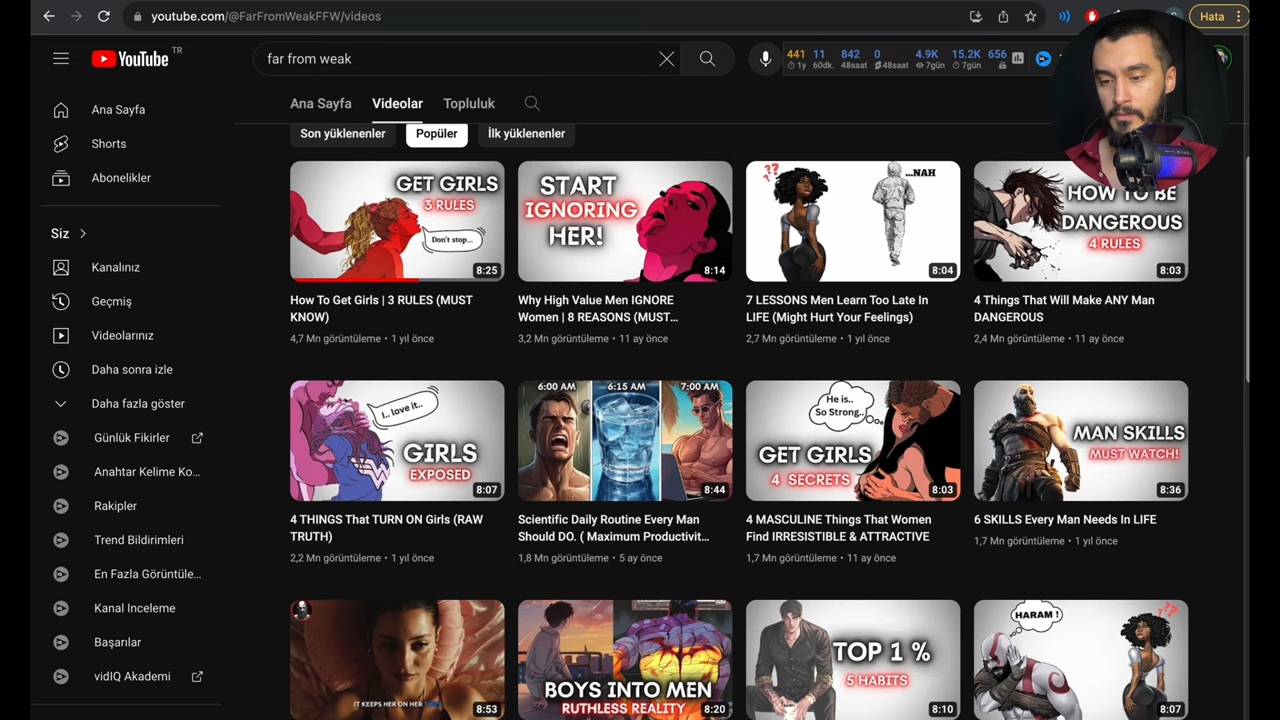 youtube.com/@FarFromWeakFFW/videos
Hata
YouTube TR
far from weak
441 11 842 0 4.9K 15.2K 656
1y 60dk. 48saat 48saat 7gün 7gün
Ana Sayfa Videolar Topluluk
Son yüklenenler Popüler İlk yüklenenler
Ana Sayfa
Shorts
Abonelikler
Siz
Kanalınız
Geçmiş
Videolarınız
Daha sonra izle
Daha fazla göster
Günlük Fikirler
Anahtar Kelime Ko...
Rakipler
Trend Bildirimleri
En Fazla Görüntüle...
Kanal Inceleme
Başarılar
vidIQ Akademi
GET GIRLS
3 RULES
Don't stop...
8:25
How To Get Girls | 3 RULES (MUST
KNOW)
4,7 Mn görüntüleme • 1 yıl önce
START
IGNORING
HER!
8:14
Why High Value Men IGNORE
Women | 8 REASONS (MUST...
3,2 Mn görüntüleme • 11 ay önce
??
...NAH
8:04
7 LESSONS Men Learn Too Late In
LIFE (Might Hurt Your Feelings)
2,7 Mn görüntüleme • 1 yıl önce
HOW TO BE
DANGEROUS
4 RULES
8:03
4 Things That Will Make ANY Man
DANGEROUS
2,4 Mn görüntüleme • 11 ay önce
I.. love it..
GIRLS
EXPOSED
8:07
4 THINGS That TURN ON Girls (RAW
TRUTH)
2,2 Mn görüntüleme • 1 yıl önce
6:00 AM 6:15 AM 7:00 AM
8:44
Scientific Daily Routine Every Man
Should DO. ( Maximum Productivit...
1,8 Mn görüntüleme • 5 ay önce
He is..
So Strong..
GET GIRLS
4 SECRETS
8:03
4 MASCULINE Things That Women
Find IRRESISTIBLE & ATTRACTIVE
1,7 Mn görüntüleme • 11 ay önce
MAN SKILLS
MUST WATCH!
8:36
6 SKILLS Every Man Needs In LIFE
1,7 Mn görüntüleme • 1 yıl önce
IT KEEPS HER ON HER
8:53
BOYS INTO MEN
RUTHLESS REALITY
8:20
TOP 1 %
5 HABITS
8:10
HARAM !
??
8:07